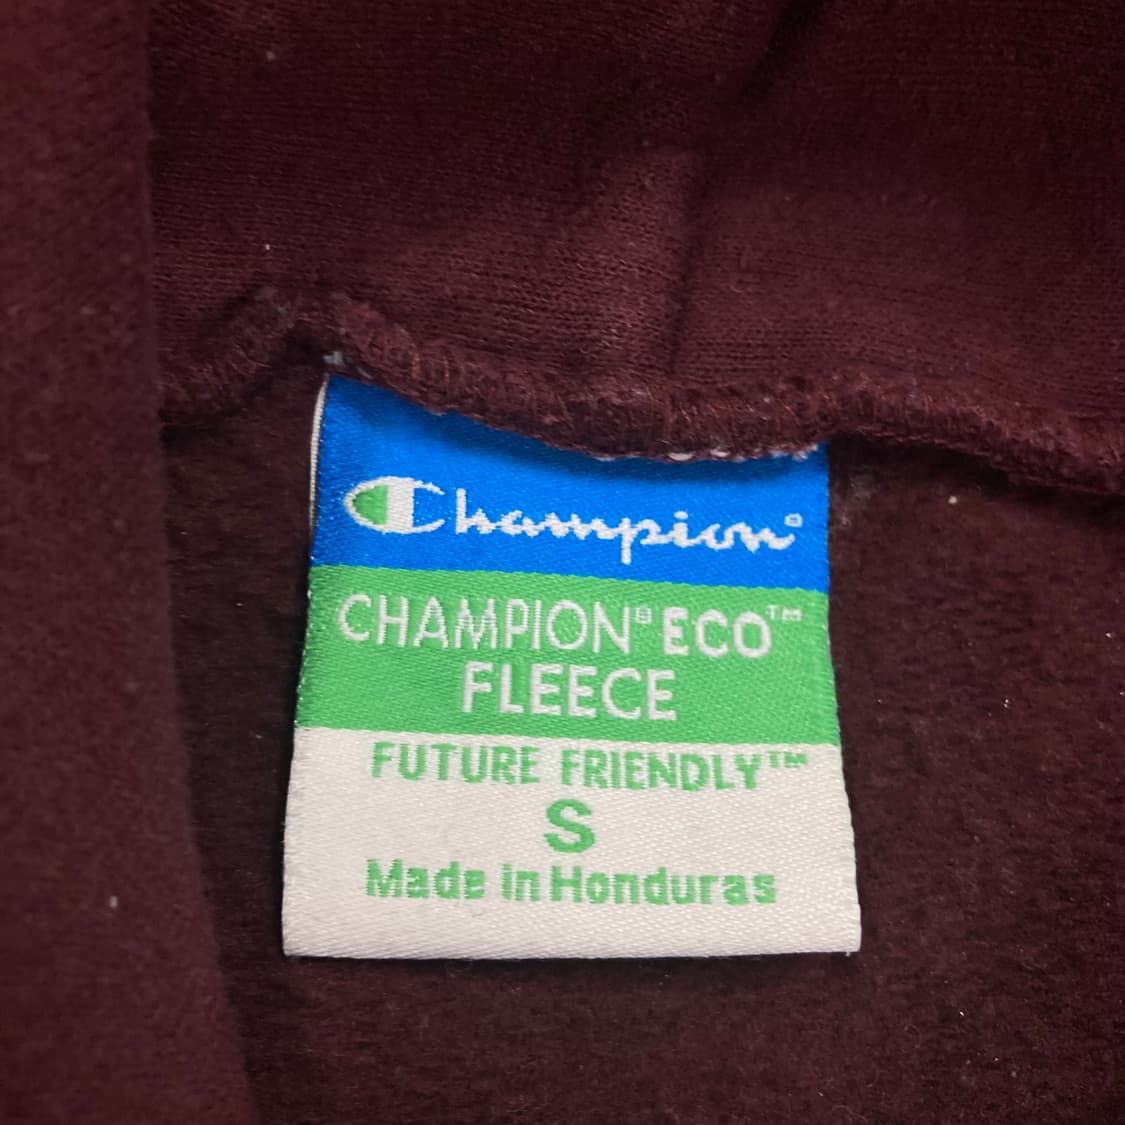 Champion®
CHAMPION® ECO™
FLEECE
FUTURE FRIENDLY™
S
Made in Honduras